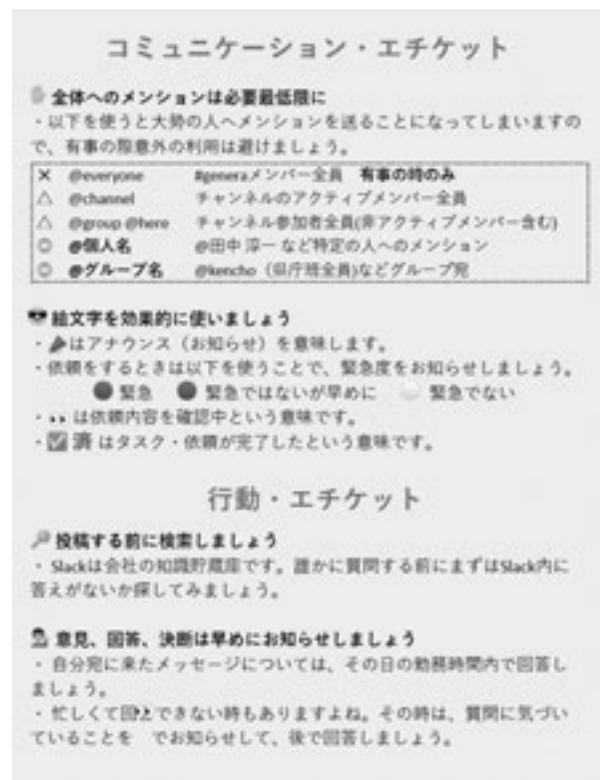 コミュニケーション・エチケット
全体へのメンションは必要最低限に
・以下を使うと大勢の人へメンションを送ることになってしまいますの
で、有事の際意外の利用は避けましょう。
× @everyone #generaメンバー全員 有事の時のみ
△ @channel チャンネルのアクティブメンバー全員
△ @group @here チャンネル参加者全員(非アクティブメンバー含む)
◎ @個人名 @田中 淳一 など特定の人へのメンション
◎ @グループ名 @kencho（県庁班全員)などグループ宛
絵文字を効果的に使いましょう
・はアナウンス（お知らせ）を意味します。
・依頼をするときは以下を使うことで、緊急度をお知らせしましょう。
緊急 緊急ではないが早めに 緊急でない
・ は依頼内容を確認中という意味です。
・ 済 はタスク・依頼が完了したという意味です。
行動・エチケット
投稿する前に検索しましょう
・ Slackは会社の知識貯蔵庫です。誰かに質問する前にまずはSlack内に
答えがないか探してみましょう。
意見、回答、決断は早めにお知らせしましょう
・ 自分宛に来たメッセージについては、その日の勤務時間内で回答し
ましょう。
・ 忙しくて回できない時もありますよね。その時は、質問に気づい
ていることを でお知らせして、後で回答しましょう。